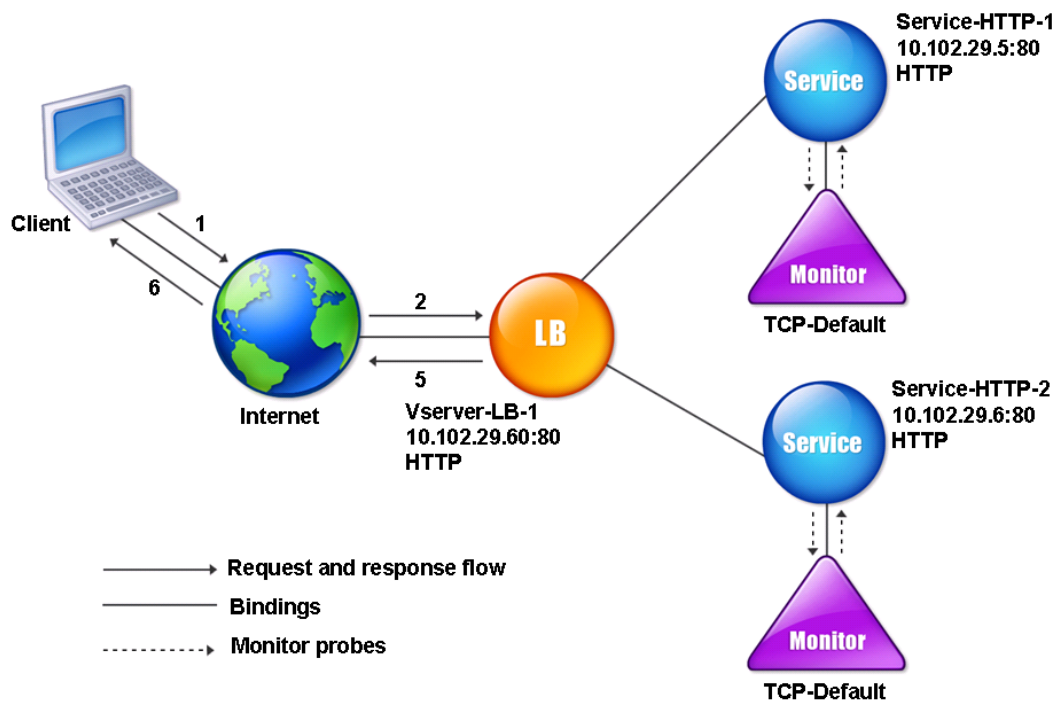 Service-HTTP-1
10.102.29.5:80
HTTP
Service
Client
1
6
Monitor
TCP-Default
2
LB
5
Internet
Vserver-LB-1
10.102.29.60:80
HTTP
Service-HTTP-2
10.102.29.6:80
HTTP
Service
Request and response flow
Bindings
Monitor probes
Monitor
TCP-Default